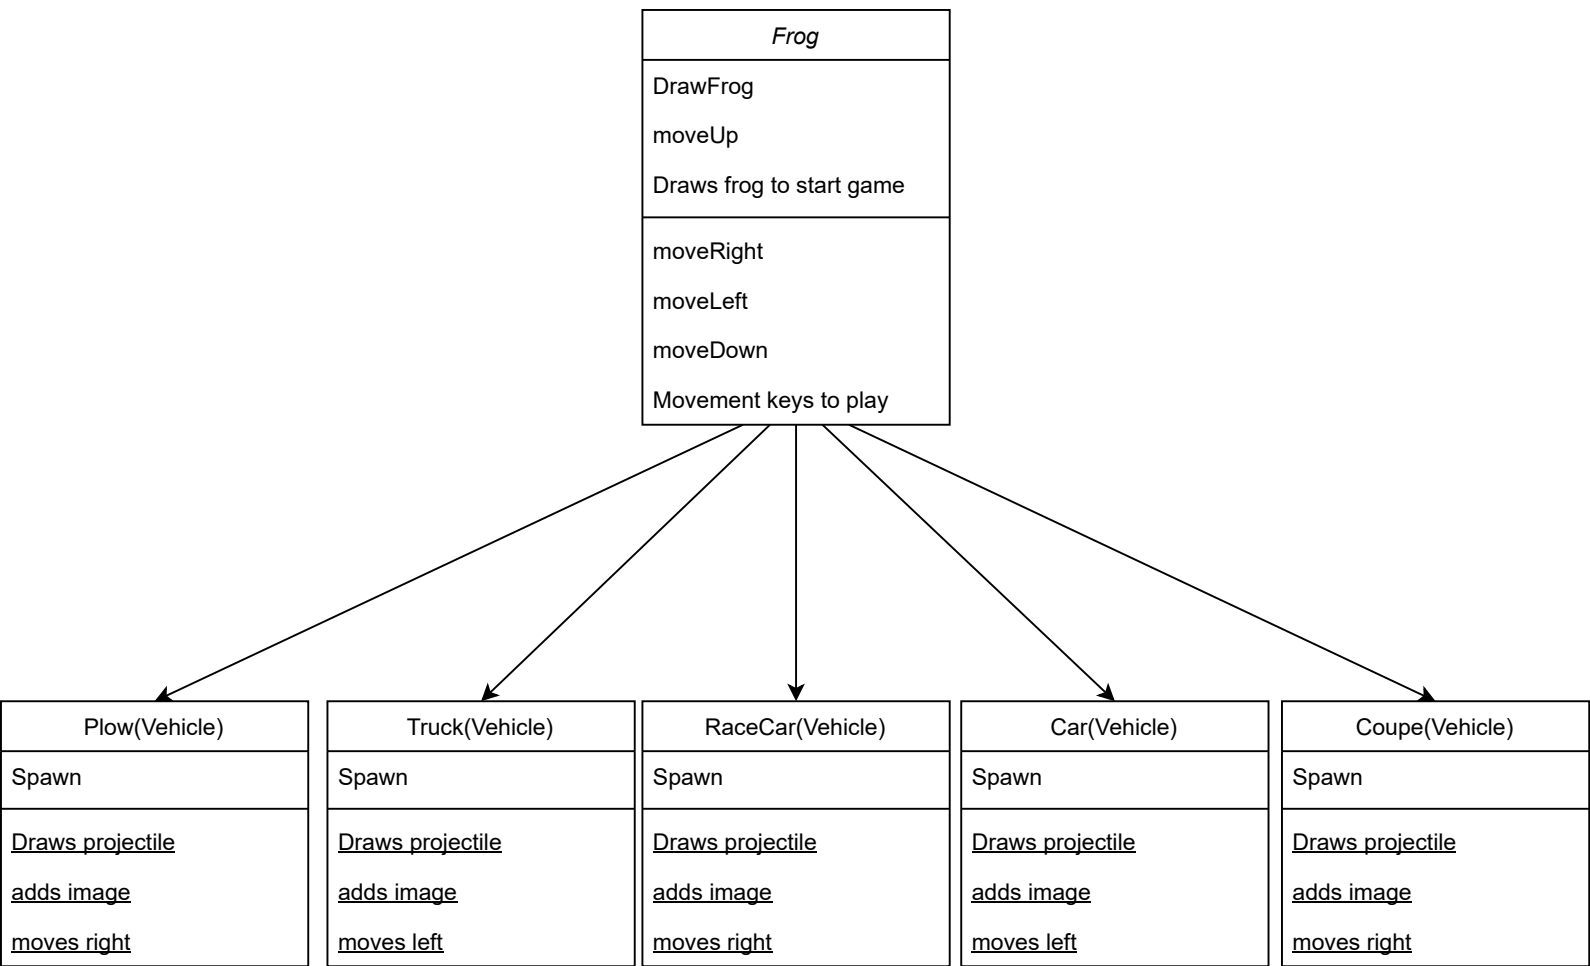 Frog
DrawFrog
moveUp
Draws frog to start game
moveRight
moveLeft
moveDown
Movement keys to play
Plow(Vehicle)
Spawn
Draws projectile
adds image
moves right
Truck(Vehicle)
Spawn
Draws projectile
adds image
moves left
RaceCar(Vehicle)
Spawn
Draws projectile
adds image
moves right
Car(Vehicle)
Spawn
Draws projectile
adds image
moves left
Coupe(Vehicle)
Spawn
Draws projectile
adds image
moves right